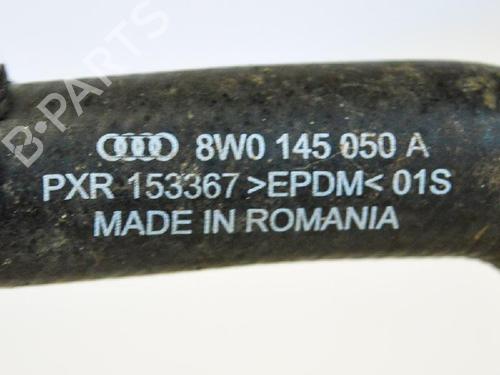 B-PARTS
8W0 145 050 A
PXR 153367 >EPDM< 01S
MADE IN ROMANIA